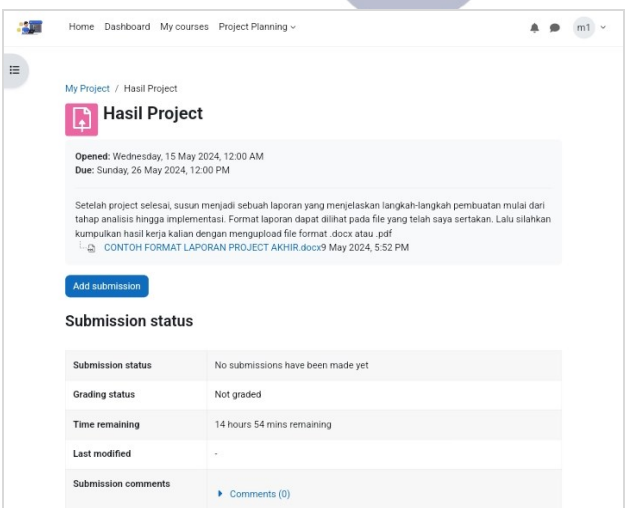 Home Dashboard My courses Project Planning m1
My Project / Hasil Project
Hasil Project
Opened: Wednesday, 15 May 2024, 12:00 AM
Due: Sunday, 26 May 2024, 12:00 PM
Setelah project selesai, susun menjadi sebuah laporan yang menjelaskan langkah-langkah pembuatan mulai dari
tahap analisis hingga implementasi. Format laporan dapat dilihat pada file yang telah saya sertakan. Lalu silahkan
kumpulkan hasil kerja kalian dengan mengupload file format .docx atau .pdf
CONTOH FORMAT LAPORAN PROJECT AKHIR.docx9 May 2024, 5:52 PM
Add submission
Submission status
Submission status No submissions have been made yet
Grading status Not graded
Time remaining 14 hours 54 mins remaining
Last modified -
Submission comments
Comments (0)